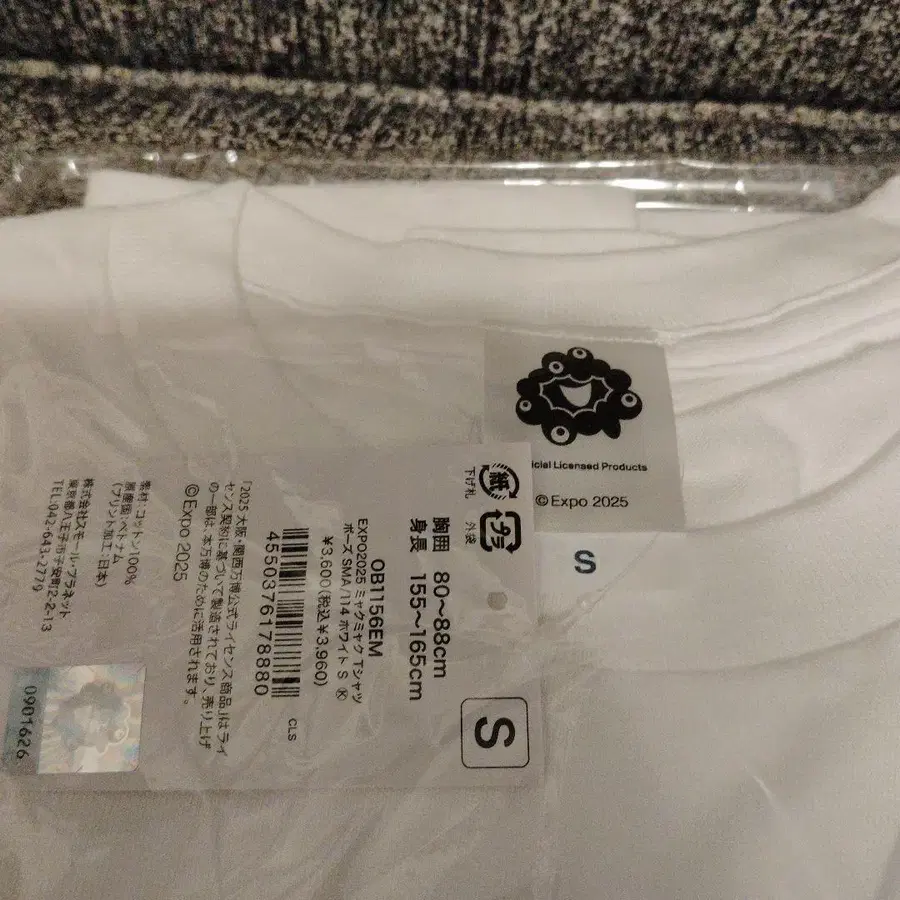 S
胸囲 80～88cm
身長 155～165cm
紙
下げ札
プラ
外袋
OB1156EM
EXPO2025 ミャクミャク Tシャツ
ポーズ SMA/114 ホワイト S Ⓚ
¥3,600(税込¥3,960)
4550376178880
CLS
「2025 大阪・関西万博公式ライセンス商品」はライ
センス契約に基づいて製造されており、売り上げ
の一部は、本万博のために活用されます。
©Expo 2025
素材：コットン100%
原産国：ベトナム
(プリント加工：日本)
株式会社スモール・プラネット
東京都八王子市子安町2-2-13
TEL:042-643-2779
0901626
icial Licensed Products
©Expo 2025
S